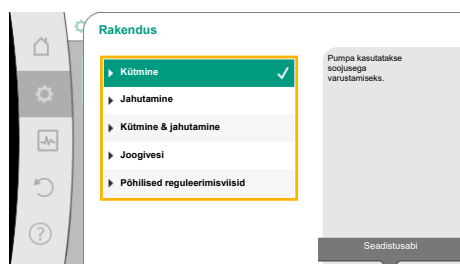 Rakendus
Kütmine
Jahutamine
Kütmine & jahutamine
Joogivesi
Põhilised reguleerimisviisid
Pumpa kasutatakse
soojusega
varustamiseks.
Seadistusabi